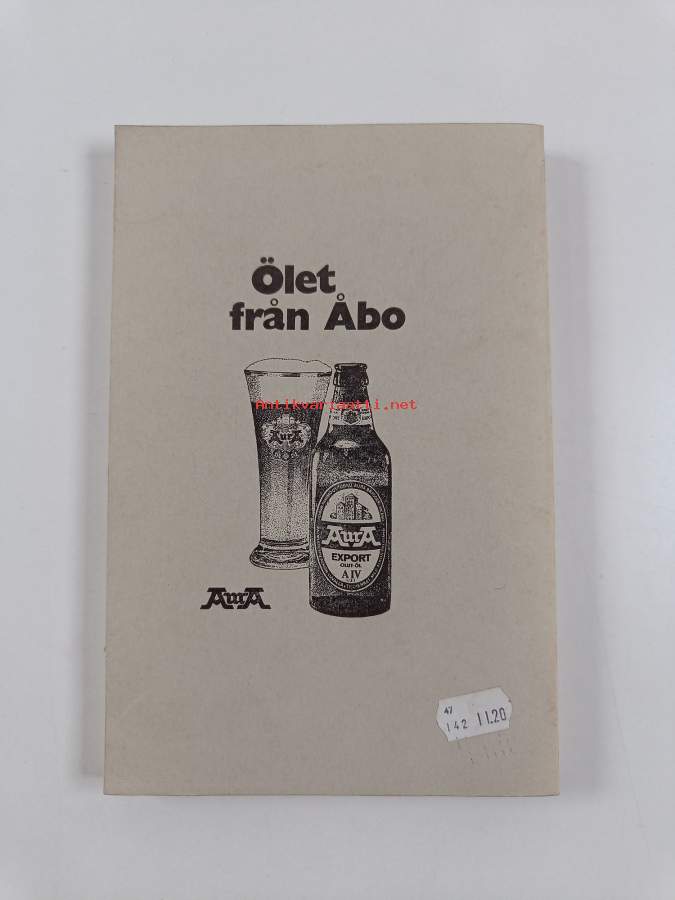 Ölet
från Åbo
Antikvariaatti.net
AurA
AurA
EXPORT
OLUT-ÖL
A IV
AurA
47
142 11.20